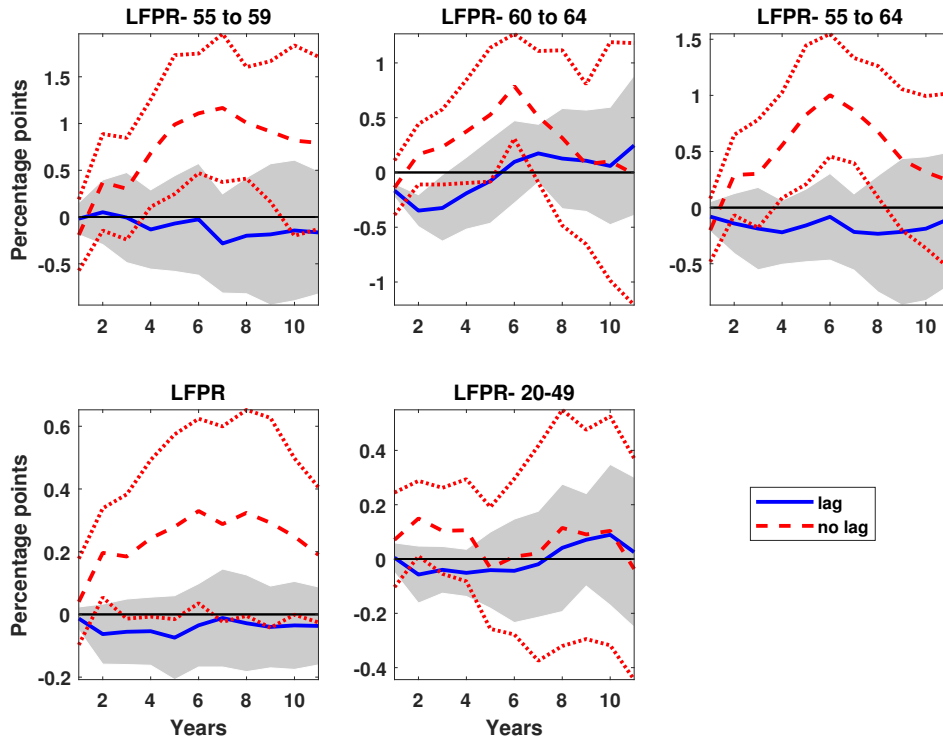 LFPR- 55 to 59
LFPR- 60 to 64
LFPR- 55 to 64
Percentage points
1.5
1
0.5
0
-0.5
2 4 6 8 10
1
0.5
0
-0.5
-1
2 4 6 8 10
1.5
1
0.5
0
-0.5
2 4 6 8 10
LFPR
LFPR- 20-49
Percentage points
0.6
0.4
0.2
0
-0.2
2 4 6 8 10
Years
0.4
0.2
0
-0.2
-0.4
2 4 6 8 10
Years
lag
no lag